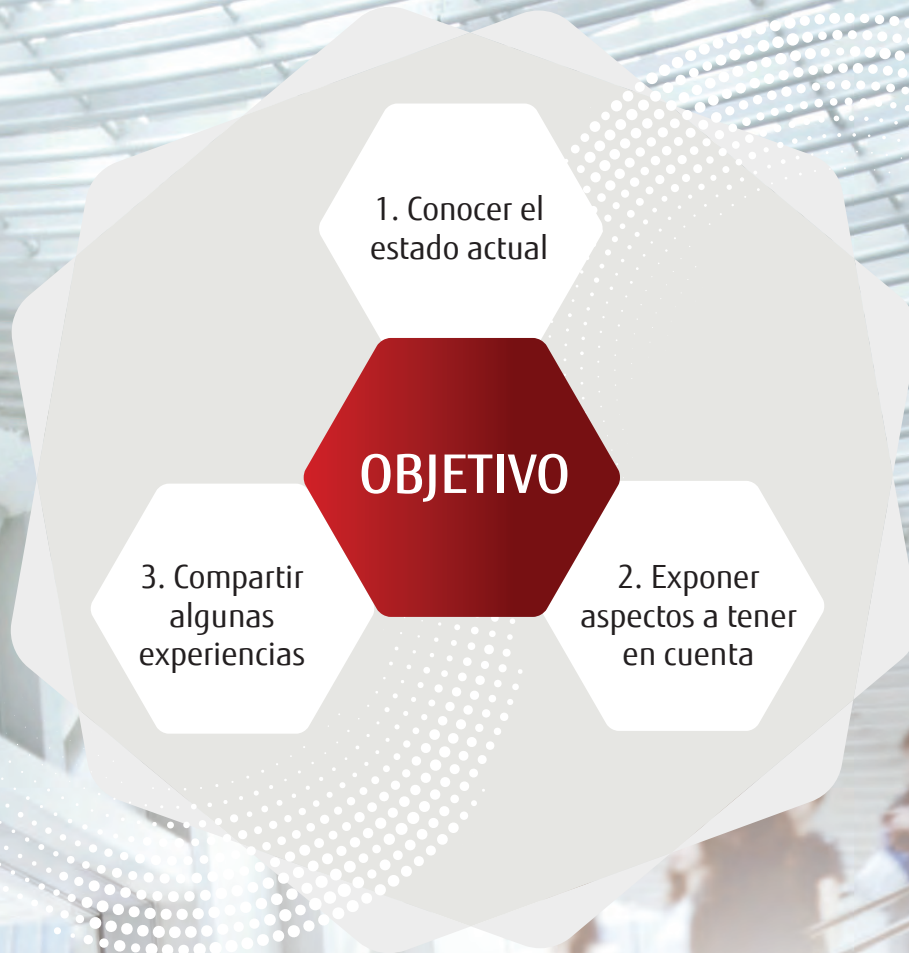 1. Conocer el
estado actual
OBJETIVO
3. Compartir
algunas
experiencias
2. Exponer
aspectos a tener
en cuenta